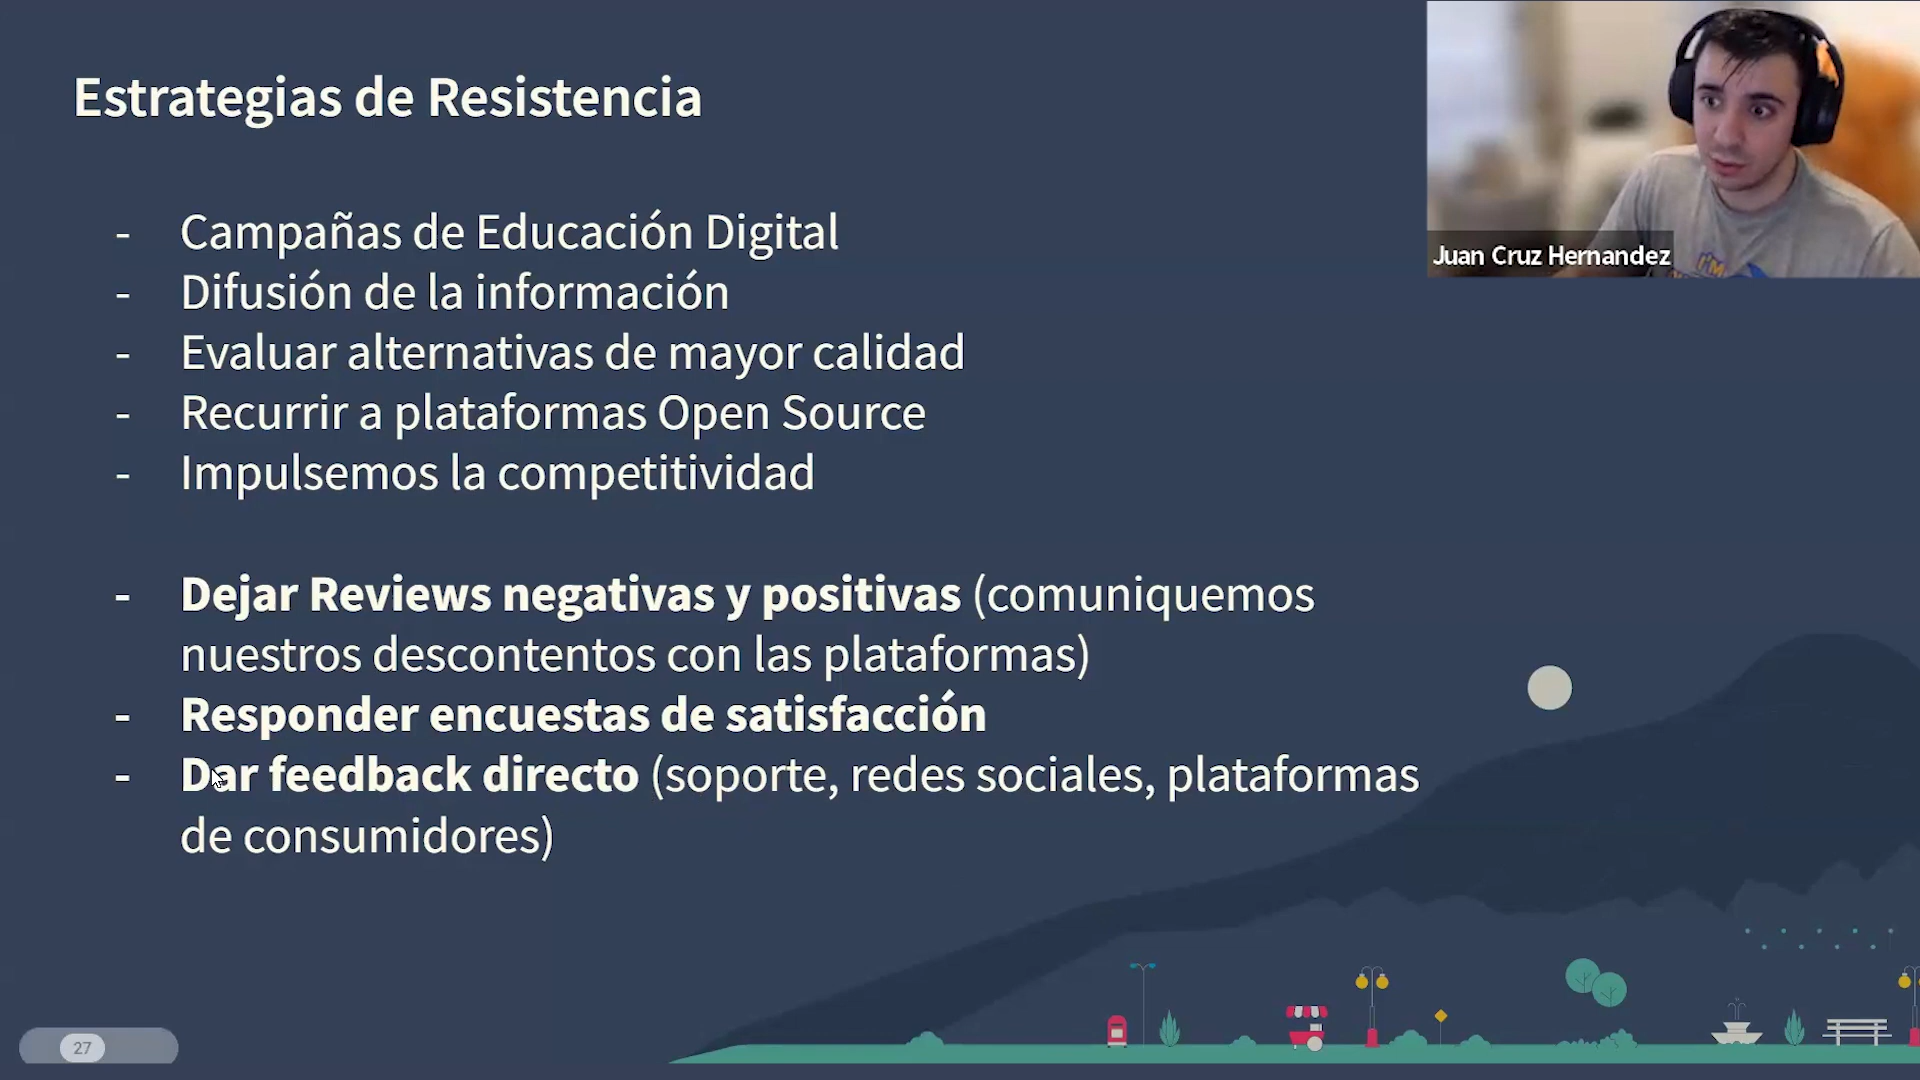 Estrategias de Resistencia
Juan Cruz Hernandez
I'M
- Campañas de Educación Digital
- Difusión de la información
- Evaluar alternativas de mayor calidad
- Recurrir a plataformas Open Source
- Impulsemos la competitividad
- Dejar Reviews negativas y positivas (comuniquemos
nuestros descontentos con las plataformas)
- Responder encuestas de satisfacción
- Dar feedback directo (soporte, redes sociales, plataformas
de consumidores)
27